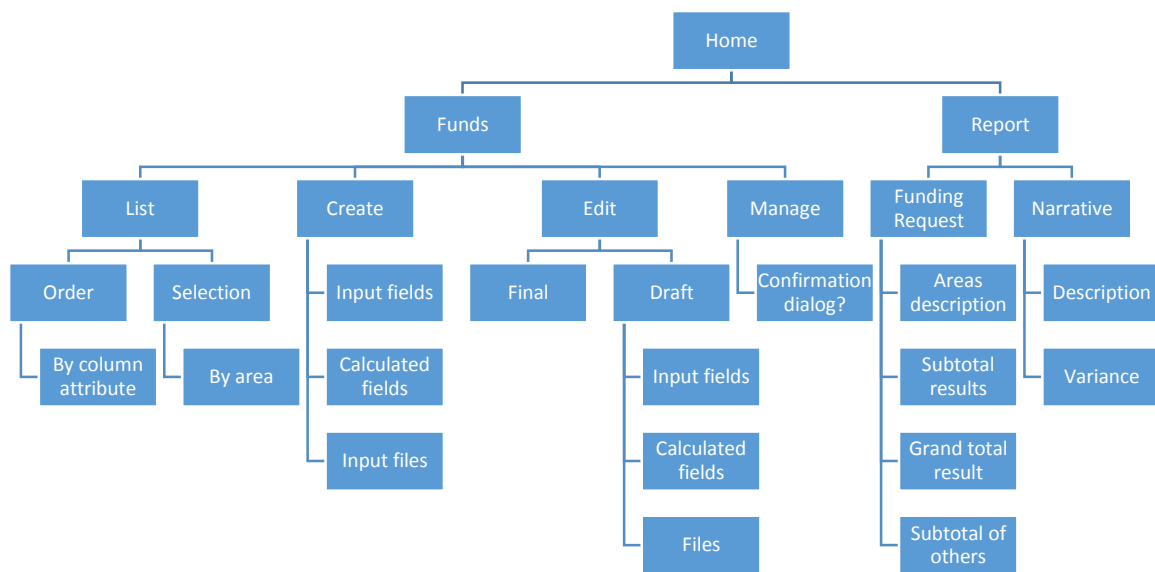 Home
Funds
Report
List
Create
Edit
Manage
Funding
Request
Narrative
Order
Selection
Input fields
Final
Draft
Confirmation
dialog?
Areas
description
Description
By column
attribute
By area
Calculated
fields
Input fields
Subtotal
results
Variance
Input files
Calculated
fields
Grand total
result
Files
Subtotal of
others